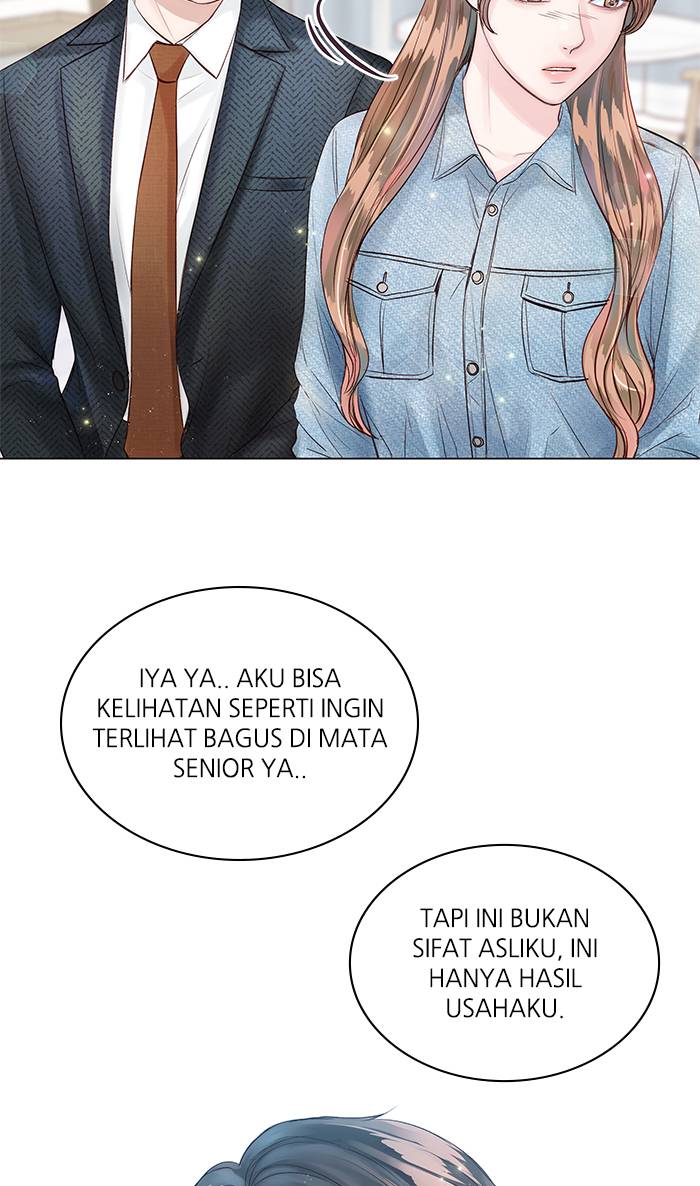 IYA YA.. AKU BISA
KELIHATAN SEPERTI INGIN
TERLIHAT BAGUS DI MATA
SENIOR YA..
TAPI INI BUKAN
SIFAT ASLIKU, INI
HANYA HASIL
USAHAKU.